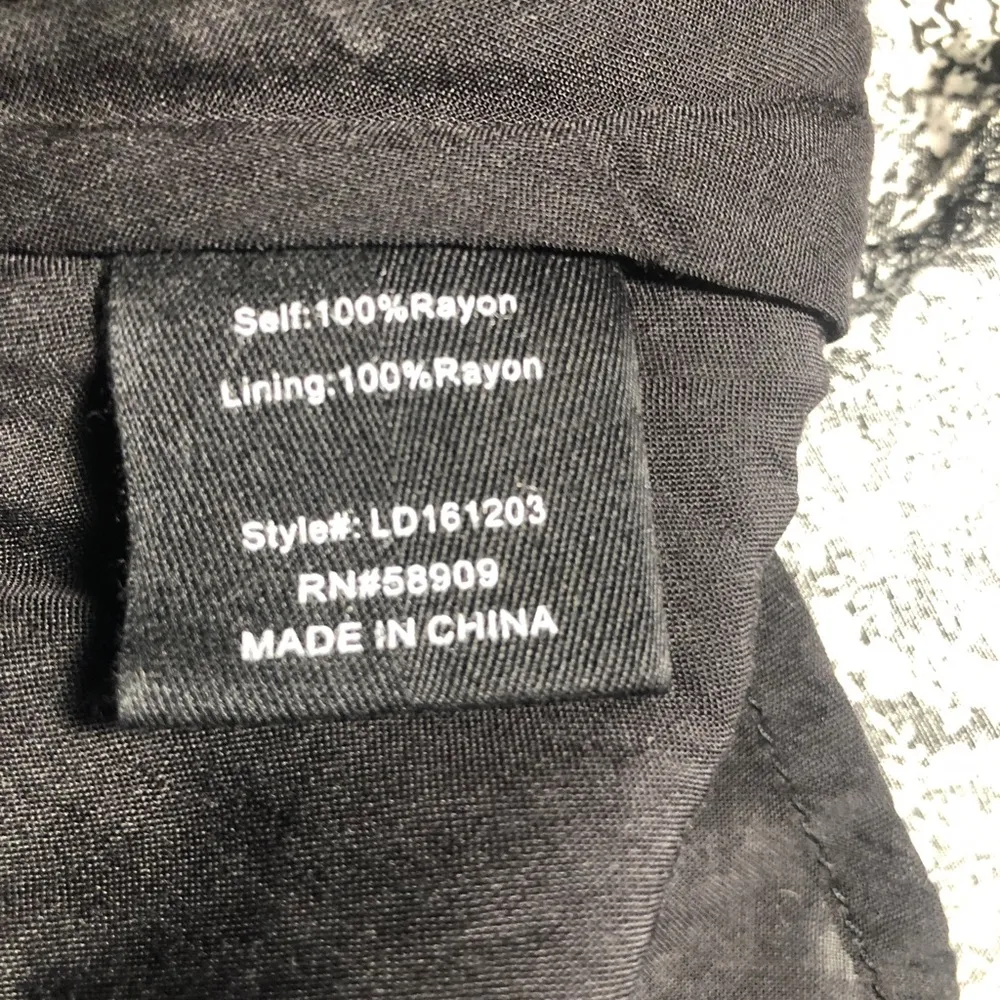 Self:100%Rayon
Lining:100%Rayon
Style#: LD161203
RN#58909
MADE IN CHINA